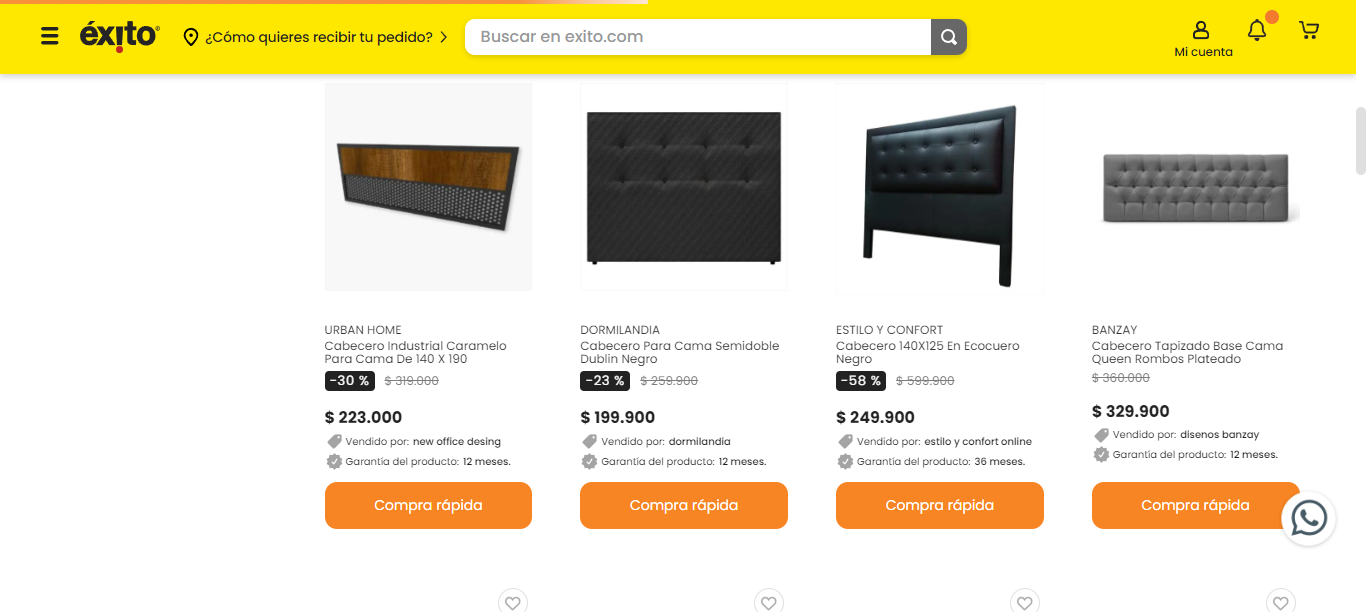 éxito
¿Cómo quieres recibir tu pedido?
Buscar en exito.com
Mi cuenta
URBAN HOME
Cabecero Industrial Caramelo
Para Cama De 140 X 190
-30 % $ 319.000
$ 223.000
Vendido por: new office desing
Garantía del producto: 12 meses.
Compra rápida
DORMILANDIA
Cabecero Para Cama Semidoble
Dublin Negro
-23 % $ 259.900
$ 199.900
Vendido por: dormilandia
Garantía del producto: 12 meses.
Compra rápida
ESTILO Y CONFORT
Cabecero 140X125 En Ecocuero
Negro
-58 % $ 599.900
$ 249.900
Vendido por: estilo y confort online
Garantía del producto: 36 meses.
Compra rápida
BANZAY
Cabecero Tapizado Base Cama
Queen Rombos Plateado
$ 360.000
$ 329.900
Vendido por: disenos banzay
Garantía del producto: 12 meses.
Compra rápida